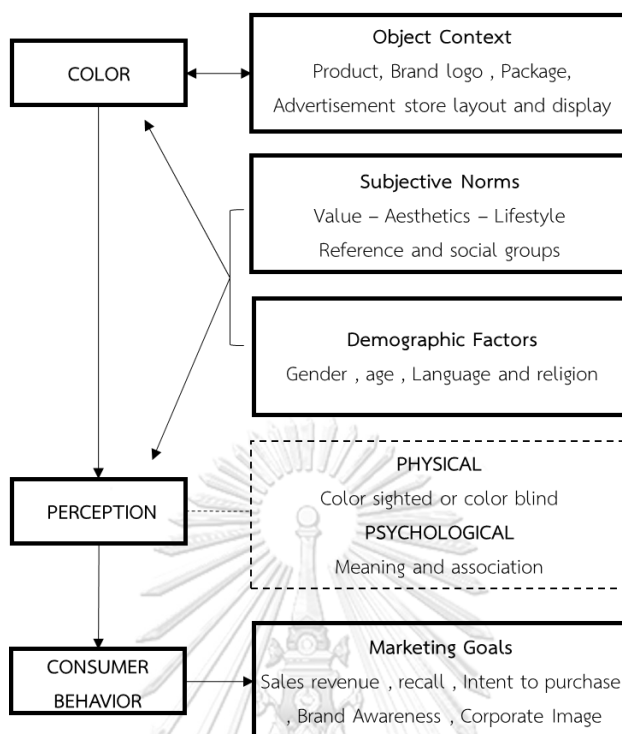 COLOR
Object Context
Product, Brand logo , Package,
Advertisement store layout and display
Subjective Norms
Value – Aesthetics – Lifestyle
Reference and social groups
Demographic Factors
Gender , age , Language and religion
PERCEPTION
PHYSICAL
Color sighted or color blind
PSYCHOLOGICAL
Meaning and association
CONSUMER
BEHAVIOR
Marketing Goals
Sales revenue , recall , Intent to purchase
, Brand Awareness , Corporate Image